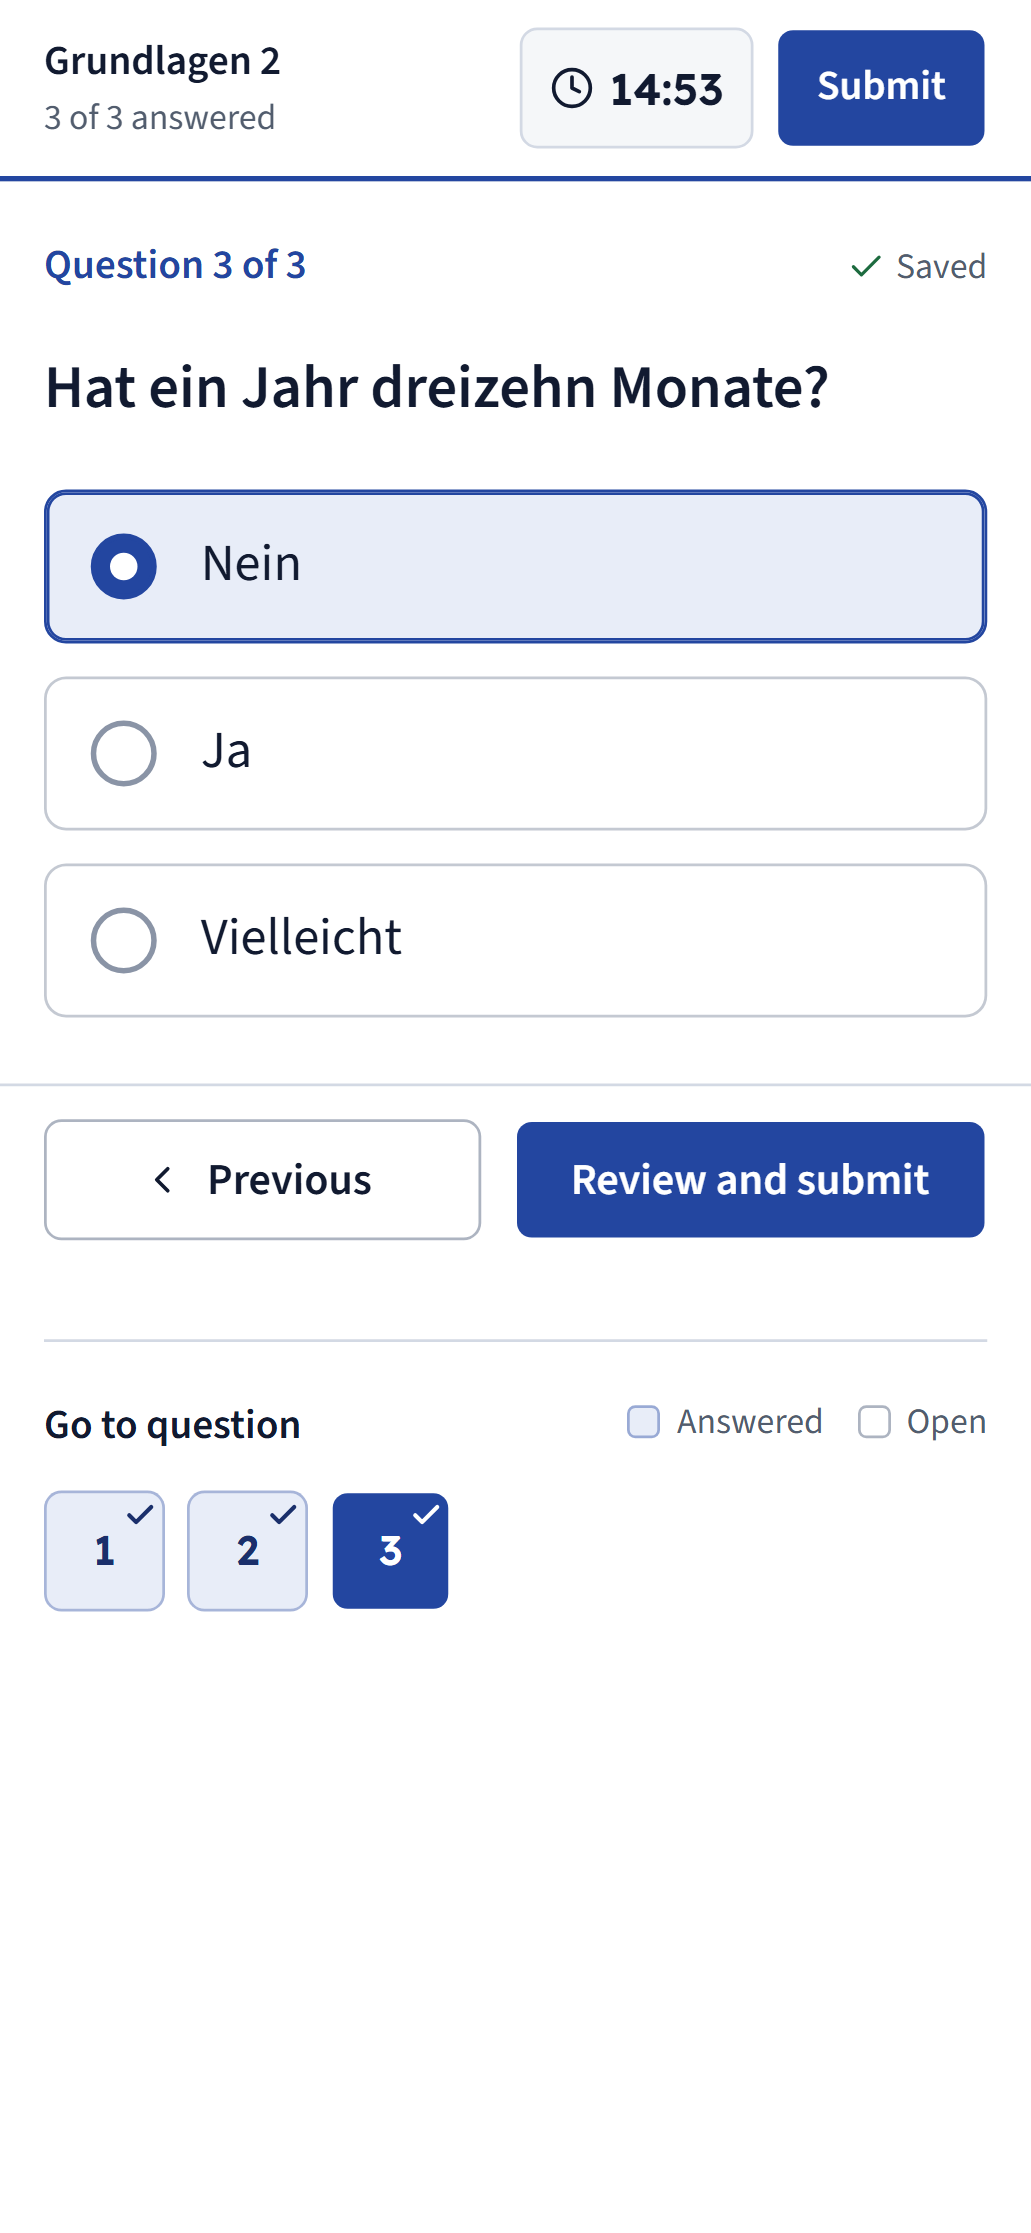 Grundlagen 2
3 of 3 answered
14:53
Submit
Question 3 of 3
Saved
Hat ein Jahr dreizehn Monate?
Nein
Ja
Vielleicht
Previous
Review and submit
Go to question
Answered
Open
1
2
3